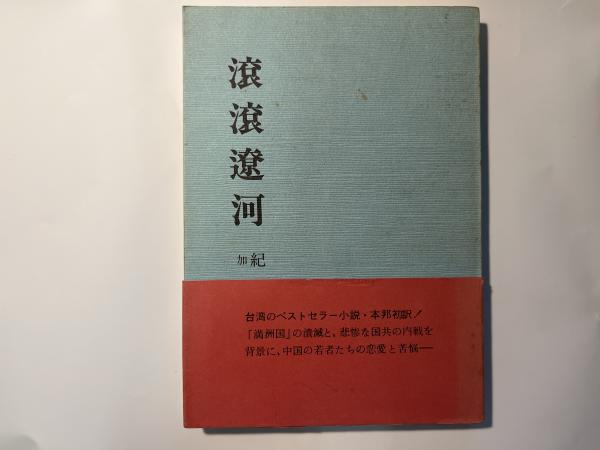 滾滾遼河
紀
加
台湾のベストセラー小説・本邦初訳！
「満洲国」の潰滅と、悲惨な国共の内戦を
背景に、中国の若者たちの恋愛と苦悩──